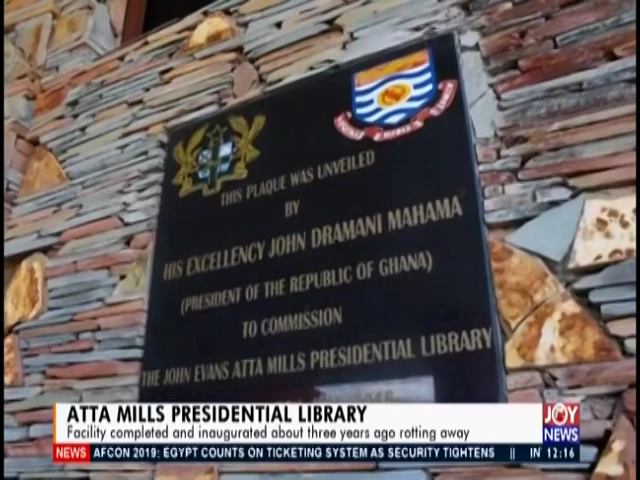 THIS PLAQUE WAS UNVEILED
BY
HIS EXCELLENCY JOHN DRAMANI MAHAMA
(PRESIDENT OF THE REPUBLIC OF GHANA)
TO COMMISSION
THE JOHN EVANS ATTA MILLS PRESIDENTIAL LIBRARY
ATTA MILLS PRESIDENTIAL LIBRARY
Facility completed and inaugurated about three years ago rotting away
JOY
NEWS
NEWS AFCON 2019: EGYPT COUNTS ON TICKETING SYSTEM AS SECURITY TIGHTENS || IN 12:16